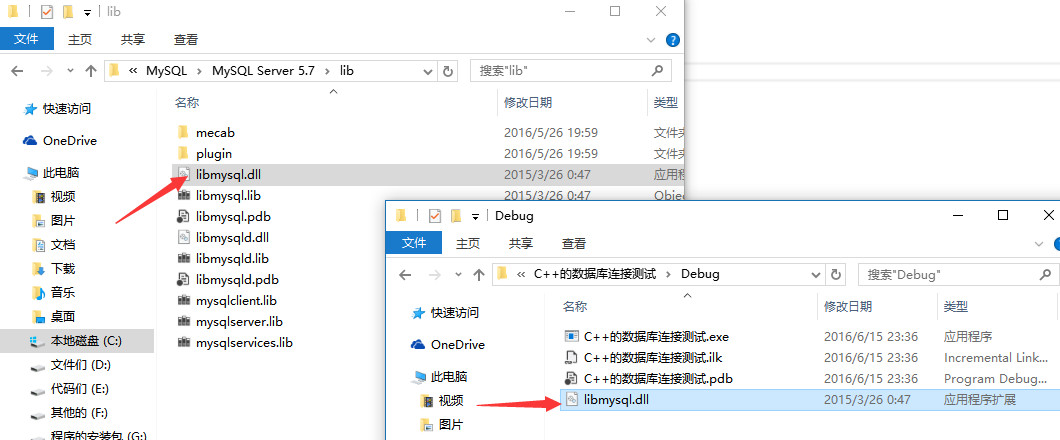 lib
文件 主页 共享 查看
« MySQL > MySQL Server 5.7 > lib
搜索"lib"
名称 修改日期 类型
快速访问
OneDrive
此电脑
视频
图片
文档
下载
音乐
桌面
本地磁盘 (C:)
文件们 (D:)
代码们 (E:)
其他的 (F:)
程序的安装包 (G:)
mecab 2016/5/26 19:59 文件夹
plugin 2016/5/26 19:59 文件夹
libmysql.dll 2015/3/26 0:47 应用程
libmysql.lib 2015/3/26 0:47 Obje
libmysql.pdb
libmysqld.dll
libmysqld.lib
libmysqld.pdb
mysqlclient.lib
mysqlserver.lib
mysqlservices.lib
Debug
文件 主页 共享 查看
« C++的数据库连接测试 > Debug
搜索"Debug"
名称 修改日期 类型
快速访问
OneDrive
此电脑
视频
图片
C++的数据库连接测试.exe 2016/6/15 23:36 应用程序
C++的数据库连接测试.ilk 2016/6/15 23:36 Incremental Link...
C++的数据库连接测试.pdb 2016/6/15 23:36 Program Debug...
libmysql.dll 2015/3/26 0:47 应用程序扩展